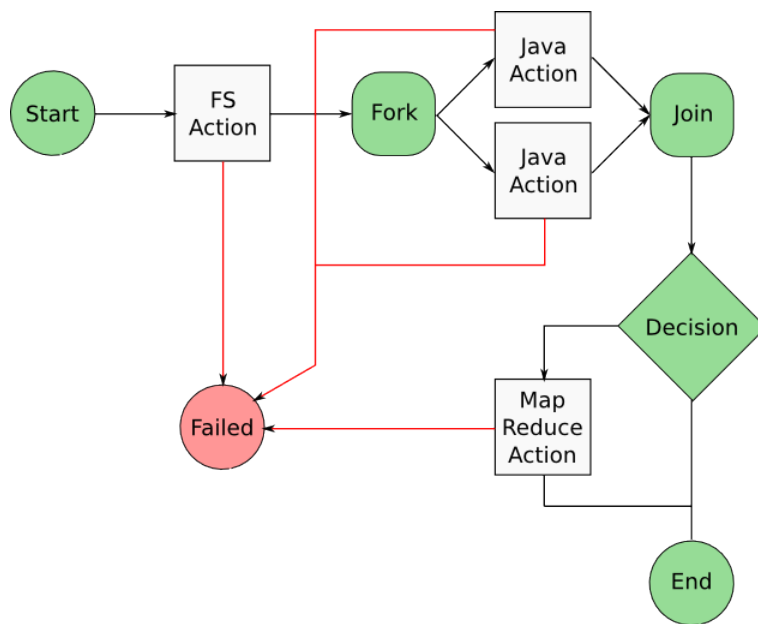 Start
FS
Action
Fork
Java
Action
Java
Action
Join
Decision
Map
Reduce
Action
Failed
End